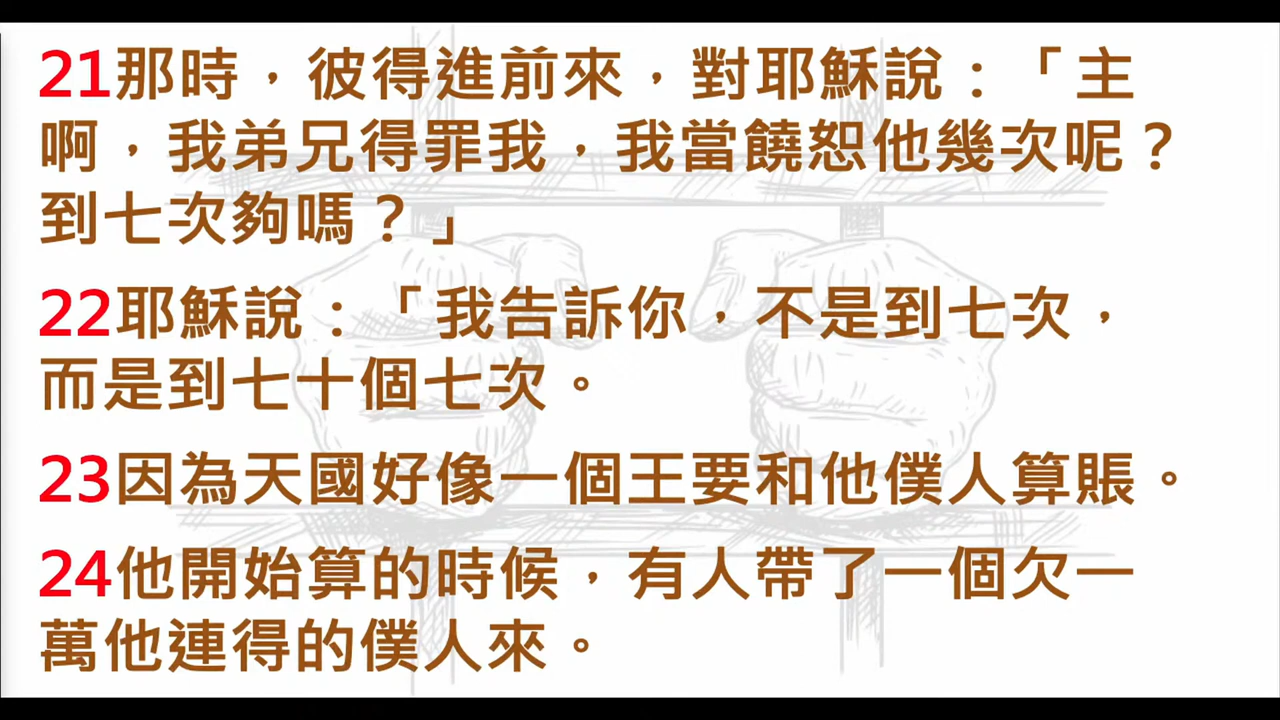 21那時，彼得進前來，對耶穌說：「主
啊，我弟兄得罪我，我當饒恕他幾次呢？
到七次夠嗎？」
22耶穌說：「我告訴你，不是到七次，
而是到七十個七次。
23因為天國好像一個王要和他僕人算賬。
24他開始算的時候，有人帶了一個欠一
萬他連得的僕人來。